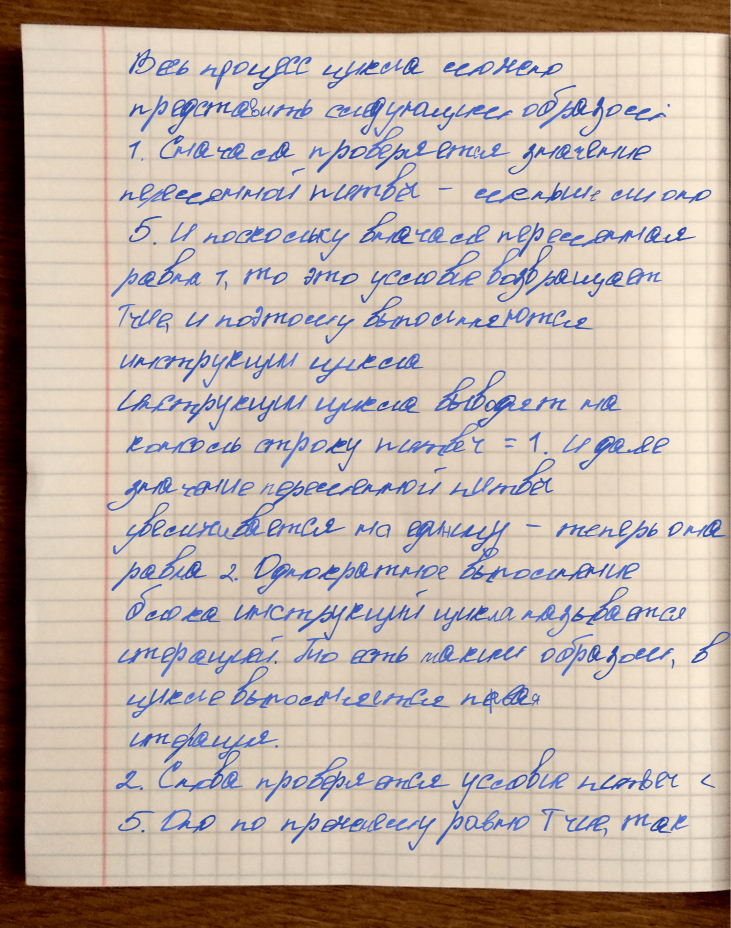 Весь процесс цикла можно
представить следующим образом:
1. Сначала проверяется значение
переменной number – меньше ли оно
5. И поскольку вначале переменная
равна 1, то это условие возвращает
True, и поэтому выполняются
инструкции цикла
Инструкции цикла выводят на
консоль строку number = 1. И далее
значение переменной number
увеличивается на единицу – теперь она
равна 2. Однократное выполнение
блока инструкций цикла называется
итерацией. То есть таким образом, в
цикле выполняется первая
итерация.
2. Снова проверяется условие number <
5. Оно по прежнему равно True, так